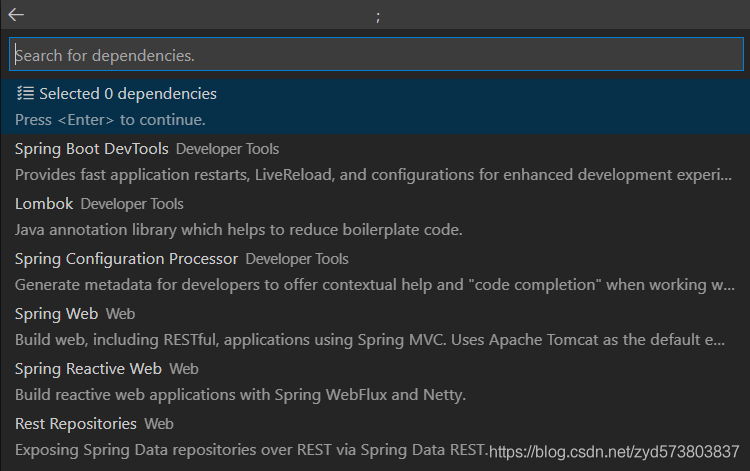 ;
Search for dependencies.
Selected 0 dependencies
Press <Enter> to continue.
Spring Boot DevTools Developer Tools
Provides fast application restarts, LiveReload, and configurations for enhanced development experi...
Lombok Developer Tools
Java annotation library which helps to reduce boilerplate code.
Spring Configuration Processor Developer Tools
Generate metadata for developers to offer contextual help and "code completion" when working w...
Spring Web Web
Build web, including RESTful, applications using Spring MVC. Uses Apache Tomcat as the default e...
Spring Reactive Web Web
Build reactive web applications with Spring WebFlux and Netty.
Rest Repositories Web
Exposing Spring Data repositories over REST via Spring Data REST.
https://blog.csdn.net/zyd573803837